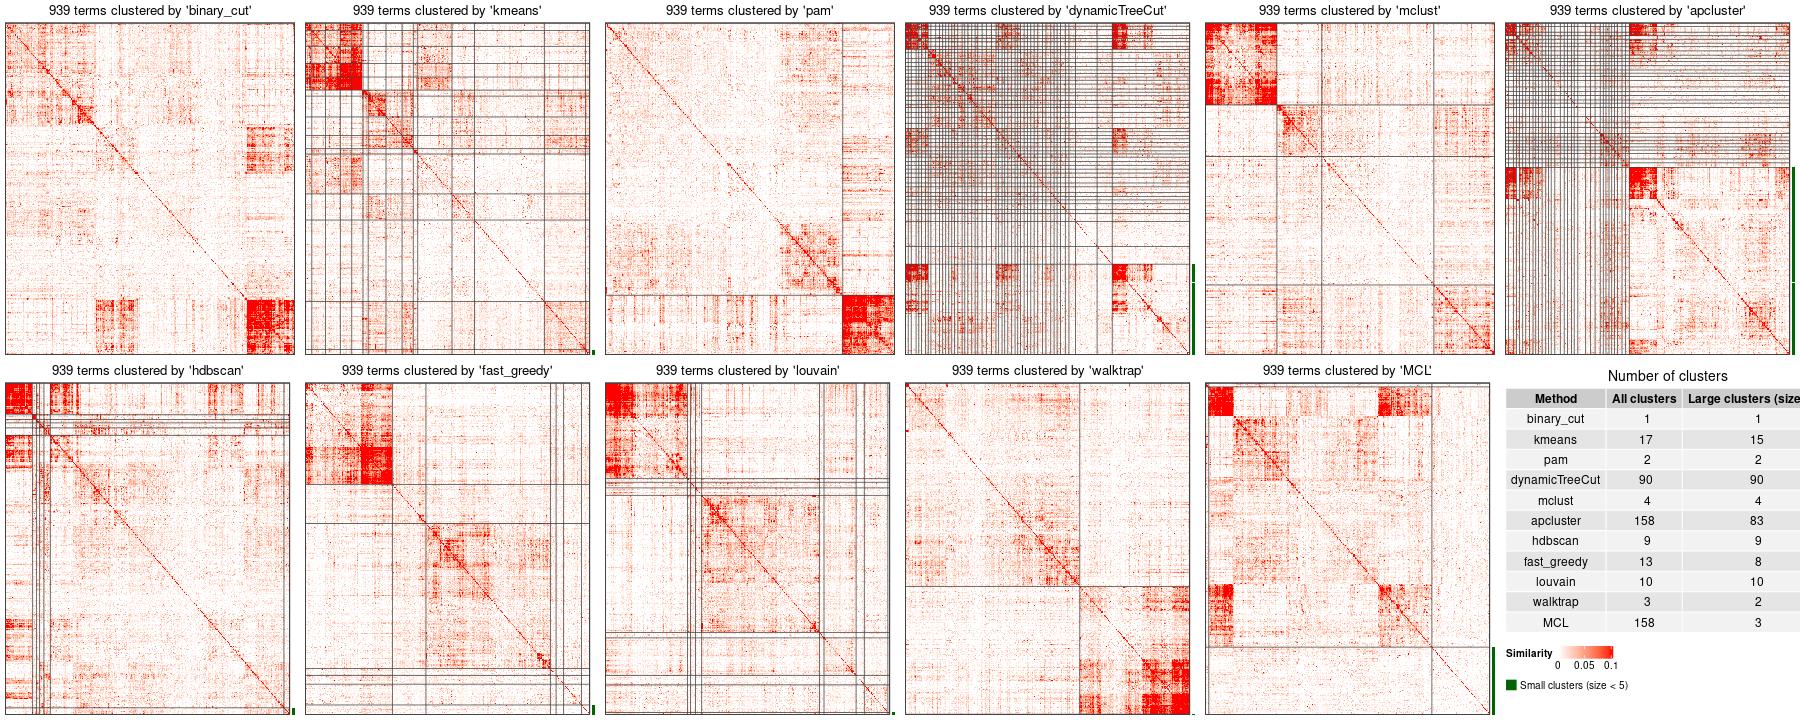 939 terms clustered by 'binary_cut'
939 terms clustered by 'kmeans'
939 terms clustered by 'pam'
939 terms clustered by 'dynamicTreeCut'
939 terms clustered by 'mclust'
939 terms clustered by 'apcluster'
939 terms clustered by 'hdbscan'
939 terms clustered by 'fast_greedy'
939 terms clustered by 'louvain'
939 terms clustered by 'walktrap'
939 terms clustered by 'MCL'
Number of clusters
Method All clusters Large clusters (size
binary_cut 1 1
kmeans 17 15
pam 2 2
dynamicTreeCut 90 90
mclust 4 4
apcluster 158 83
hdbscan 9 9
fast_greedy 13 8
louvain 10 10
walktrap 3 2
MCL 158 3
Similarity
0 0.05 0.1
Small clusters (size < 5)